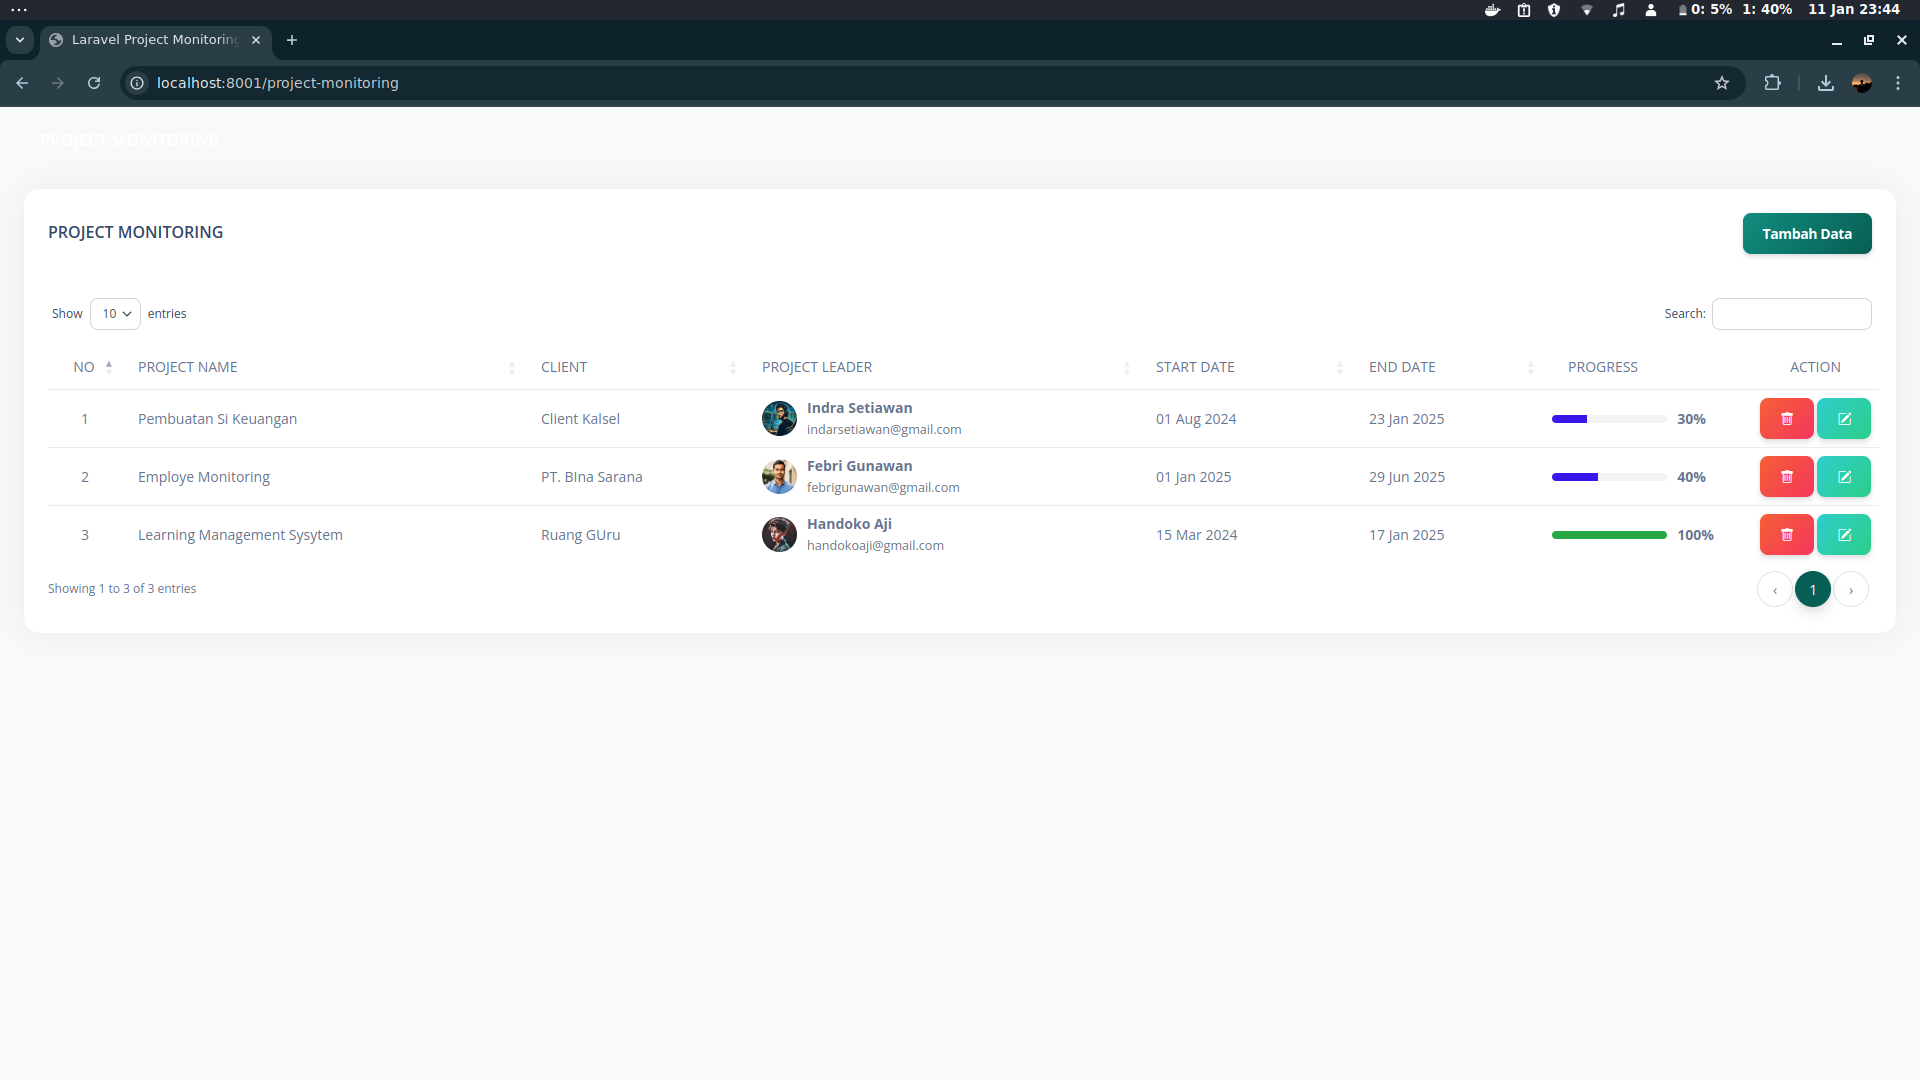 0: 5% 1: 40% 11 Jan 23:44
Laravel Project Monitoring
localhost:8001/project-monitoring
PROJECT MONITORING
PROJECT MONITORING
Tambah Data
Show 10 entries
Search:
NO PROJECT NAME CLIENT PROJECT LEADER START DATE END DATE PROGRESS ACTION
1 Pembuatan Si Keuangan Client Kalsel Indra Setiawan 01 Aug 2024 23 Jan 2025 30%
indarsetiawan@gmail.com
2 Employe Monitoring PT. BIna Sarana Febri Gunawan 01 Jan 2025 29 Jun 2025 40%
febrigunawan@gmail.com
3 Learning Management Sysytem Ruang GUru Handoko Aji 15 Mar 2024 17 Jan 2025 100%
handokoaji@gmail.com
Showing 1 to 3 of 3 entries
‹ 1 ›